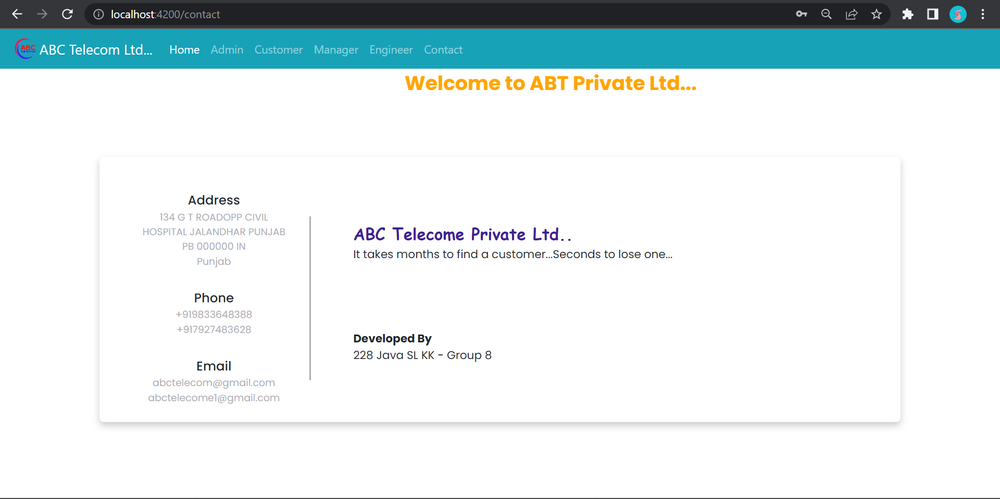 localhost:4200/contact
ABC
ABC Telecom Ltd... Home Admin Customer Manager Engineer Contact
Welcome to ABT Private Ltd...
Address
134 G T ROADOPP CIVIL
HOSPITAL JALANDHAR PUNJAB
PB 000000 IN
Punjab
Phone
+919833648388
+917927483628
Email
abctelecom@gmail.com
abctelecome1@gmail.com
ABC Telecome Private Ltd..
It takes months to find a customer...Seconds to lose one...
Developed By
228 Java SL KK - Group 8